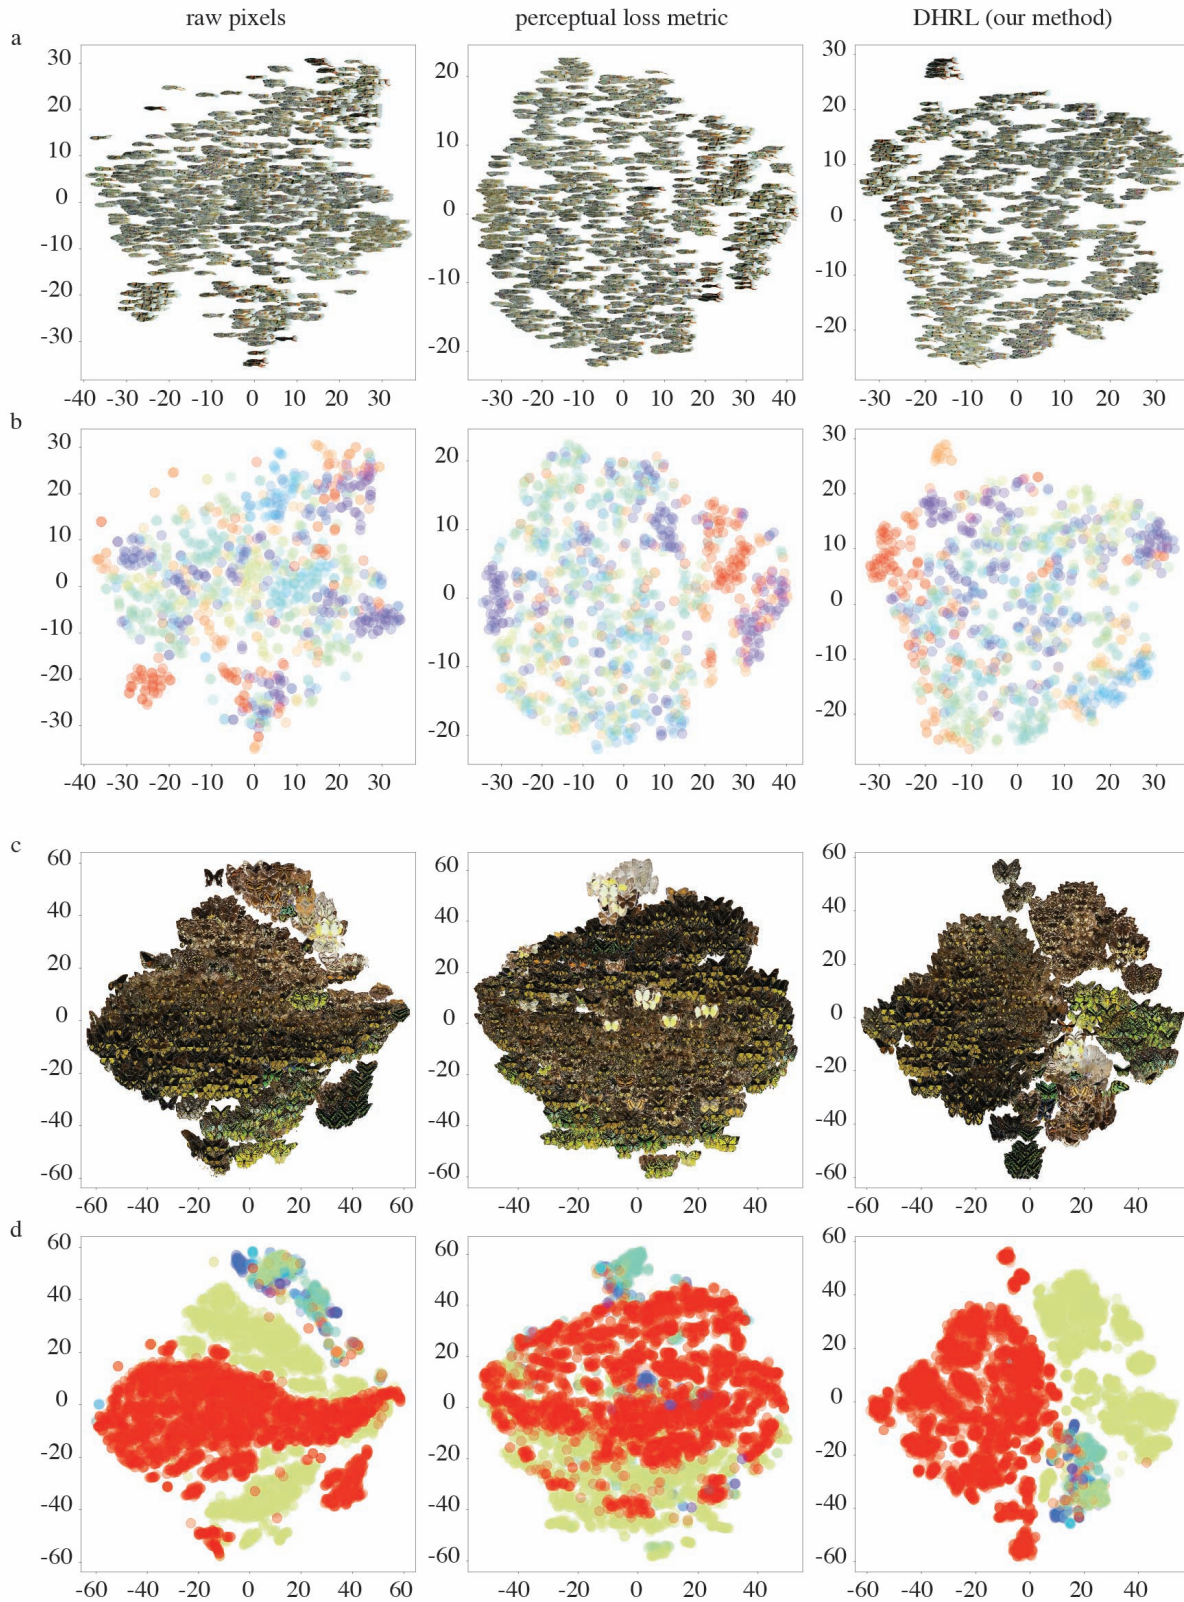 raw pixels perceptual loss metric DHRL (our method)
a
30 20 10 0 -10 -20 -30
-40 -30 -20 -10 0 10 20 30
20 10 0 -10 -20
-30 -20 -10 0 10 20 30 40
30 20 10 0 -10 -20
-30 -20 -10 0 10 20 30
b
30 20 10 0 -10 -20 -30
-40 -30 -20 -10 0 10 20 30
20 10 0 -10 -20
-30 -20 -10 0 10 20 30 40
30 20 10 0 -10 -20
-30 -20 -10 0 10 20 30
c
60 40 20 0 -20 -40 -60
-60 -40 -20 0 20 40 60
60 40 20 0 -20 -40 -60
-40 -20 0 20 40
60 40 20 0 -20 -40 -60
-60 -40 -20 0 20 40
d
60 40 20 0 -20 -40 -60
-60 -40 -20 0 20 40 60
60 40 20 0 -20 -40 -60
-40 -20 0 20 40
60 40 20 0 -20 -40 -60
-60 -40 -20 0 20 40